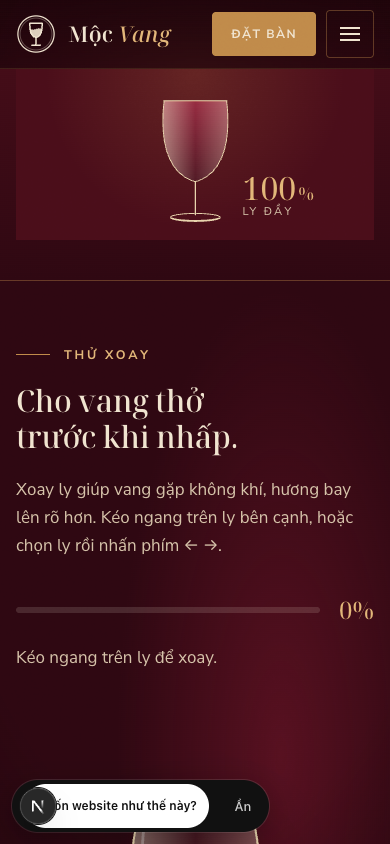 Mộc Vang
ĐẶT BÀN
100%
LY ĐẦY
THỬ XOAY
Cho vang thở
trước khi nhấp.
Xoay ly giúp vang gặp không khí, hương bay
lên rõ hơn. Kéo ngang trên ly bên cạnh, hoặc
chọn ly rồi nhấn phím ← →.
0%
Kéo ngang trên ly để xoay.
N
website như thế này?
Ẩn